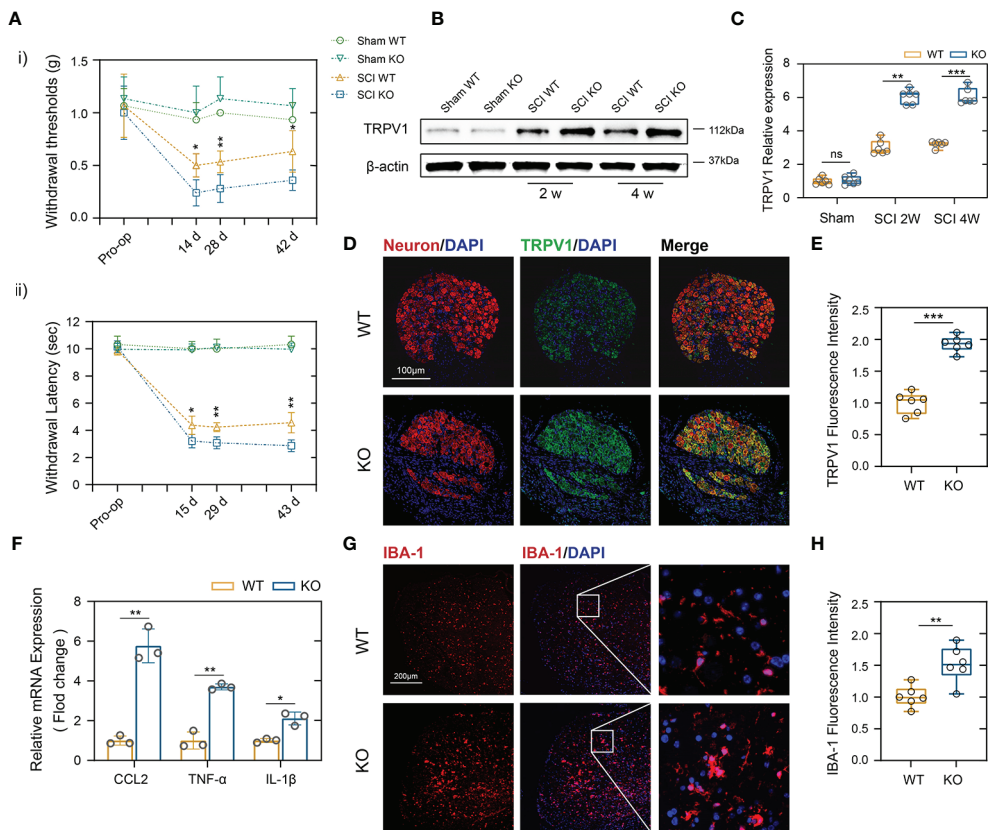 A
i)
Withdrawal thresholds (g)
1.5
1.0
0.5
0.0
*
**
*
Pro-op
14 d
28 d
42 d
Sham WT
Sham KO
SCI WT
SCI KO
ii)
Withdrawal Latency (sec)
12
10
8
6
4
2
0
*
**
**
Pro-op
15 d
29 d
43 d
B
Sham WT
Sham KO
SCI WT
SCI KO
SCI WT
SCI KO
TRPV1
112kDa
β-actin
37kDa
2 w
4 w
C
WT
KO
TRPV1 Relative expression
8
6
4
2
0
ns
**
***
Sham
SCI 2W
SCI 4W
D
Neuron/DAPI
TRPV1/DAPI
Merge
WT
100μm
KO
E
TRPV1 Fluorescence Intensity
2.5
2.0
1.5
1.0
0.5
0.0
***
WT
KO
F
WT
KO
Relative mRNA Expression
( Flod change )
8
6
4
2
0
**
**
*
CCL2
TNF-α
IL-1β
G
IBA-1
IBA-1/DAPI
WT
200μm
KO
H
IBA-1 Fluorescence Intensity
2.5
2.0
1.5
1.0
0.5
0.0
**
WT
KO